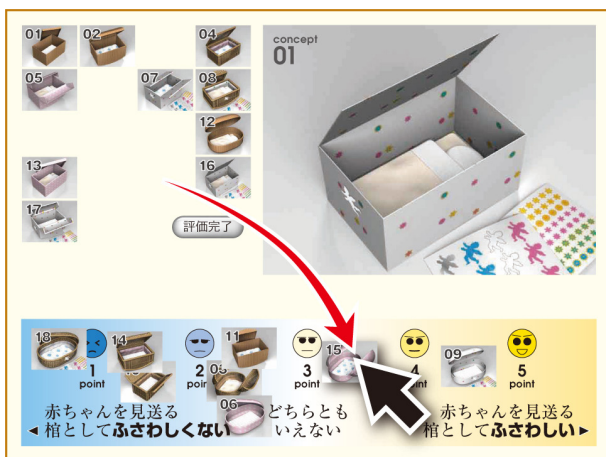 01
02
04
concept
01
05
07
08
12
13
16
17
評価完了
18
14
11
15
09
06
1
point
2
3
point
4
5
point
赤ちゃんを見送る
棺としてふさわしくない
どちらとも
いえない
赤ちゃんを見送る
棺としてふさわしい